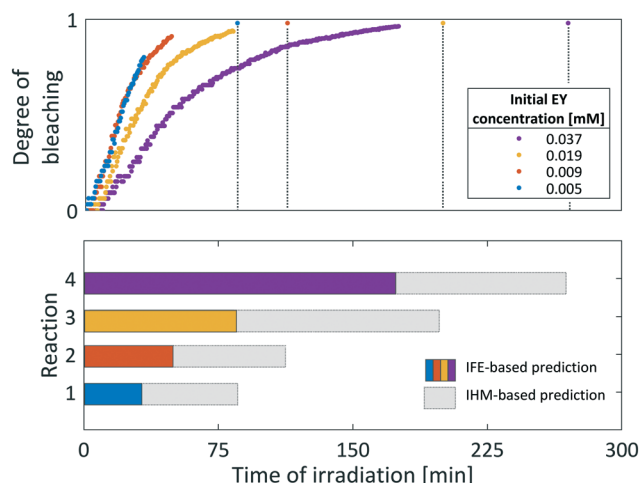 1
Degree of
bleaching
0
Initial EY
concentration [mM]
0.037
0.019
0.009
0.005
Reaction
4
3
2
1
IFE-based prediction
IHM-based prediction
0 75 150 225 300
Time of irradiation [min]